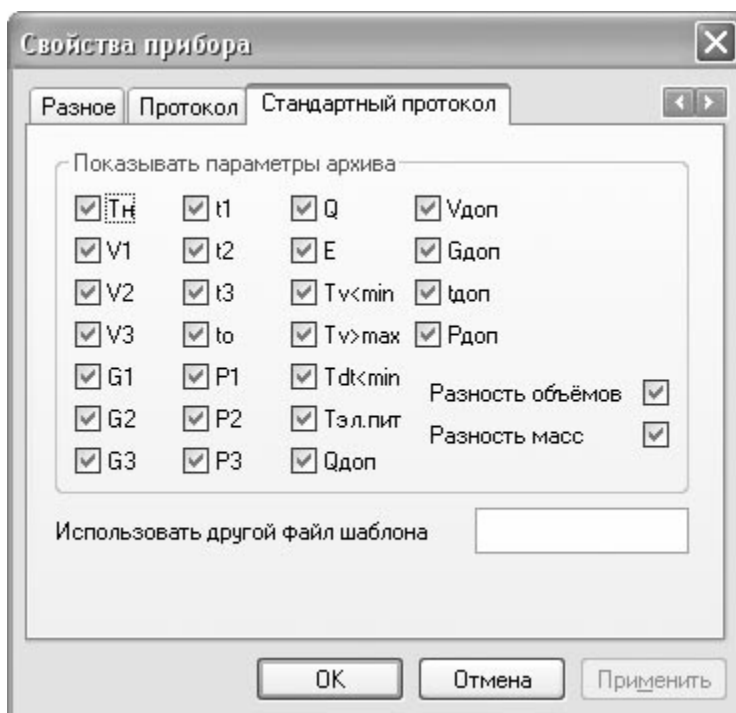 Свойства прибора
Разное Протокол Стандартный протокол
Показывать параметры архива
Тн t1 Q Vдоп
V1 t2 E Gдоп
V2 t3 Tv<min tдоп
V3 to Tv>max Pдоп
G1 P1 Tdt<min
Разность объёмов
G2 P2 Tэл.пит
Разность масс
G3 P3 Qдоп
Использовать другой файл шаблона
OK Отмена Применить